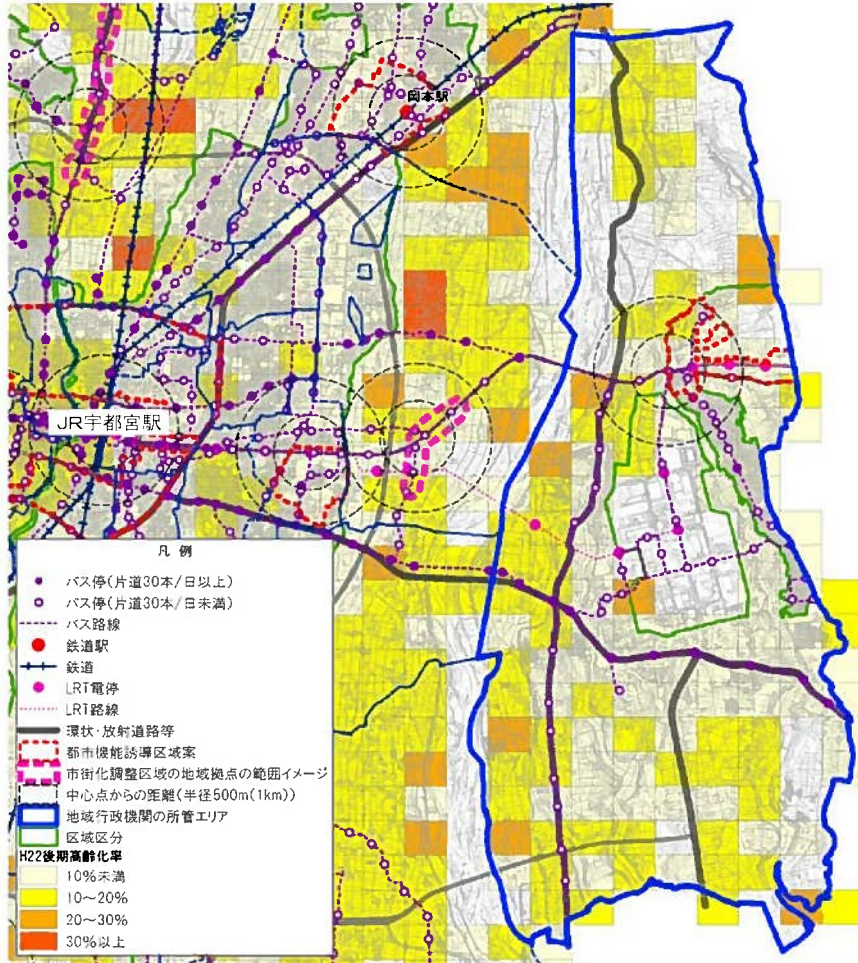 岡本駅
JR宇都宮駅
凡 例
バス停(片道30本/日以上)
バス停(片道30本/日未満)
バス路線
鉄道駅
鉄道
LRT電停
LRT路線
環状・放射道路等
都市機能誘導区域案
市街化調整区域の地域拠点の範囲イメージ
中心点からの距離(半径500m(1km))
地域行政機関の所管エリア
区域区分
H22後期高齢化率
10%未満
10～20%
20～30%
30%以上